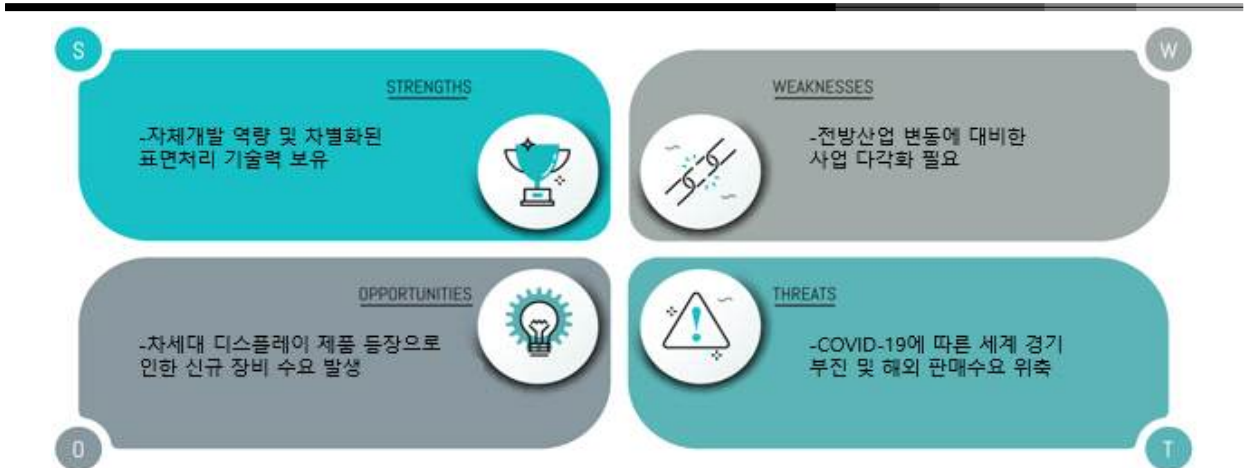 S
STRENGTHS
-자체개발 역량 및 차별화된
표면처리 기술력 보유
W
WEAKNESSES
-전방산업 변동에 대비한
사업 다각화 필요
OPPORTUNITIES
-차세대 디스플레이 제품 등장으로
인한 신규 장비 수요 발생
O
THREATS
-COVID-19에 따른 세계 경기
부진 및 해외 판매수요 위축
T